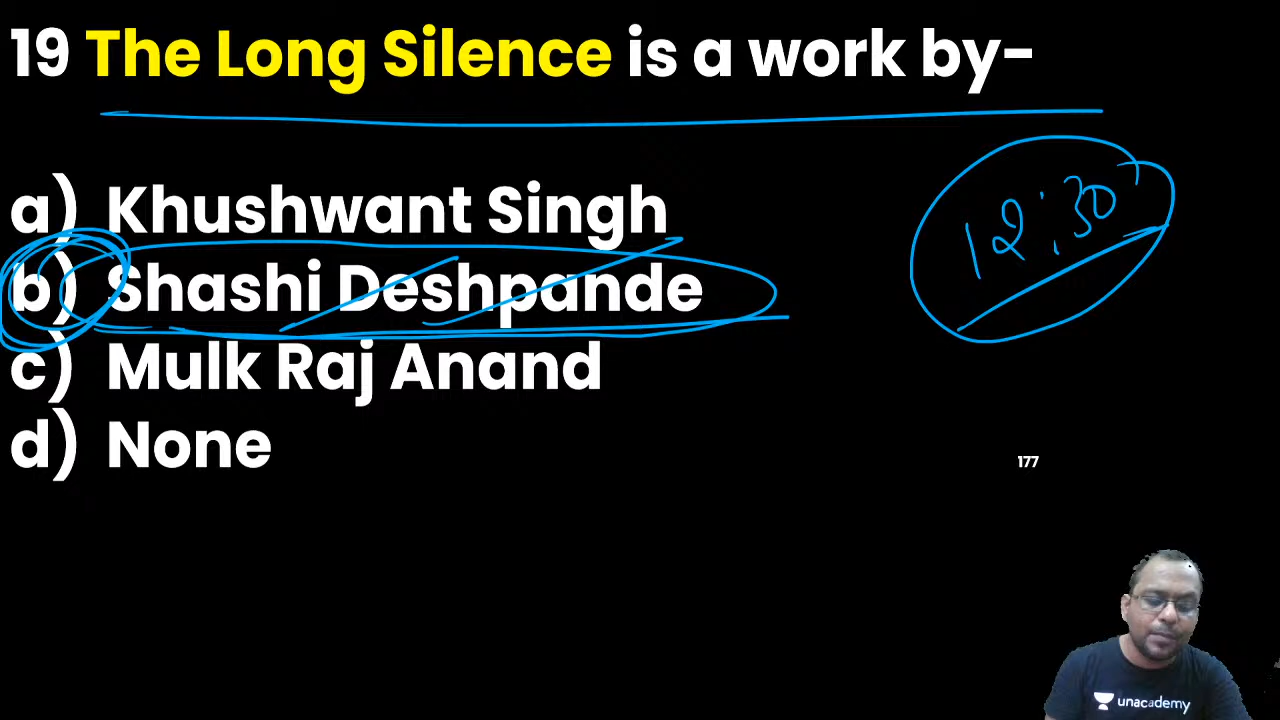 19 The Long Silence is a work by-
a) Khushwant Singh
b) Shashi Deshpande
12:30
c) Mulk Raj Anand
d) None
177
unacademy